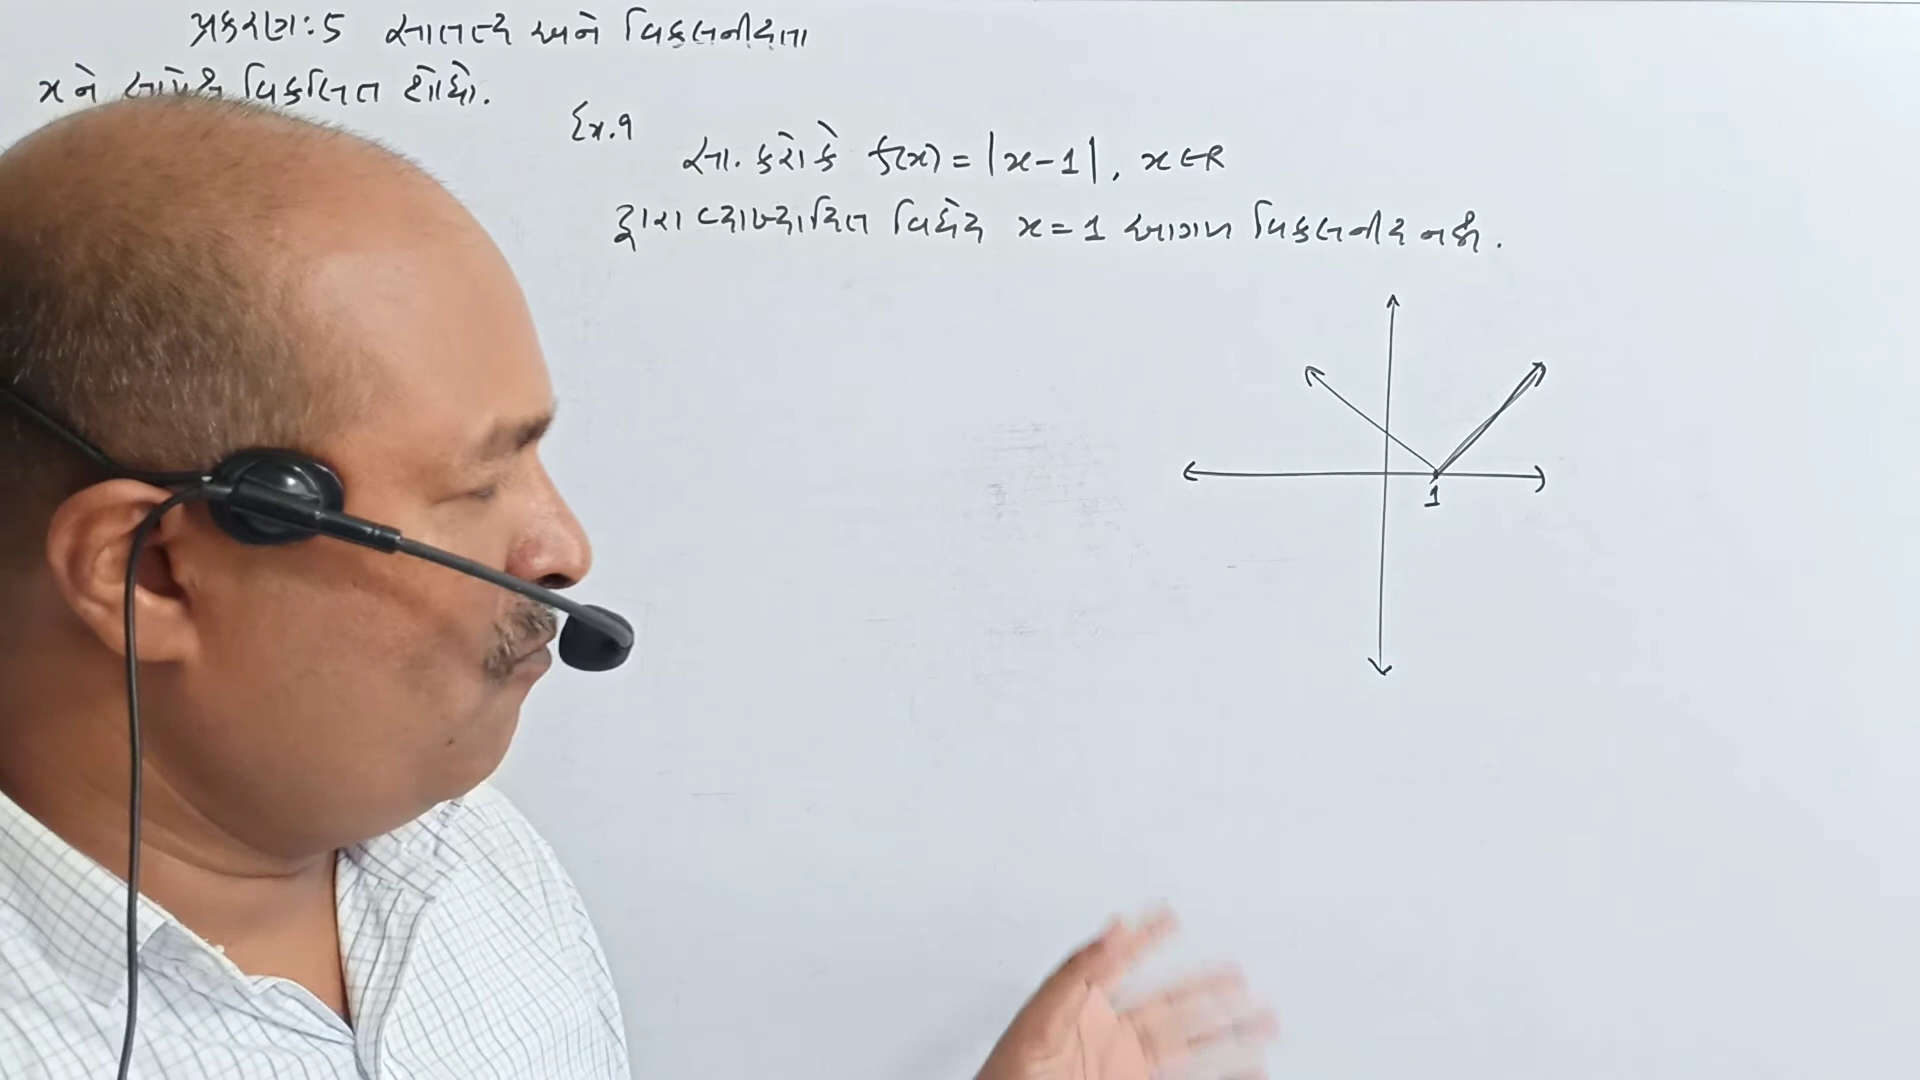 પ્રકરણ:5 સાતત્ય અને વિકલનીયતા
x ને સાપેક્ષ વિકલિત શોધો.
Ex.9
સા. કરો કે f(x) = |x-1|, x∈R
દ્વારા વ્યાખ્યાયિત વિધેય x = 1 આગળ વિકલનીય નથી.
1